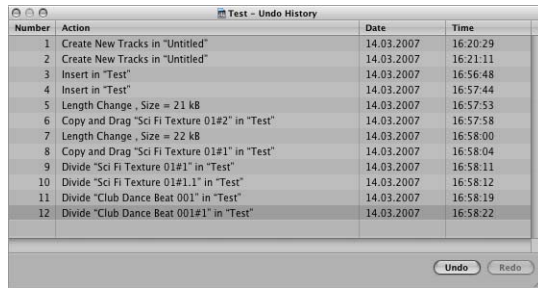 Test – Undo History
Number Action Date Time
1 Create New Tracks in “Untitled” 14.03.2007 16:20:29
2 Create New Tracks in “Untitled” 14.03.2007 16:21:11
3 Insert in “Test” 14.03.2007 16:56:48
4 Insert in “Test” 14.03.2007 16:57:44
5 Length Change , Size = 21 kB 14.03.2007 16:57:53
6 Copy and Drag “Sci Fi Texture 01#2” in “Test” 14.03.2007 16:57:58
7 Length Change , Size = 22 kB 14.03.2007 16:58:00
8 Copy and Drag “Sci Fi Texture 01#1” in “Test” 14.03.2007 16:58:04
9 Divide “Sci Fi Texture 01#1” in “Test” 14.03.2007 16:58:11
10 Divide “Sci Fi Texture 01#1.1” in “Test” 14.03.2007 16:58:12
11 Divide “Club Dance Beat 001” in “Test” 14.03.2007 16:58:19
12 Divide “Club Dance Beat 001#1” in “Test” 14.03.2007 16:58:22
Undo Redo